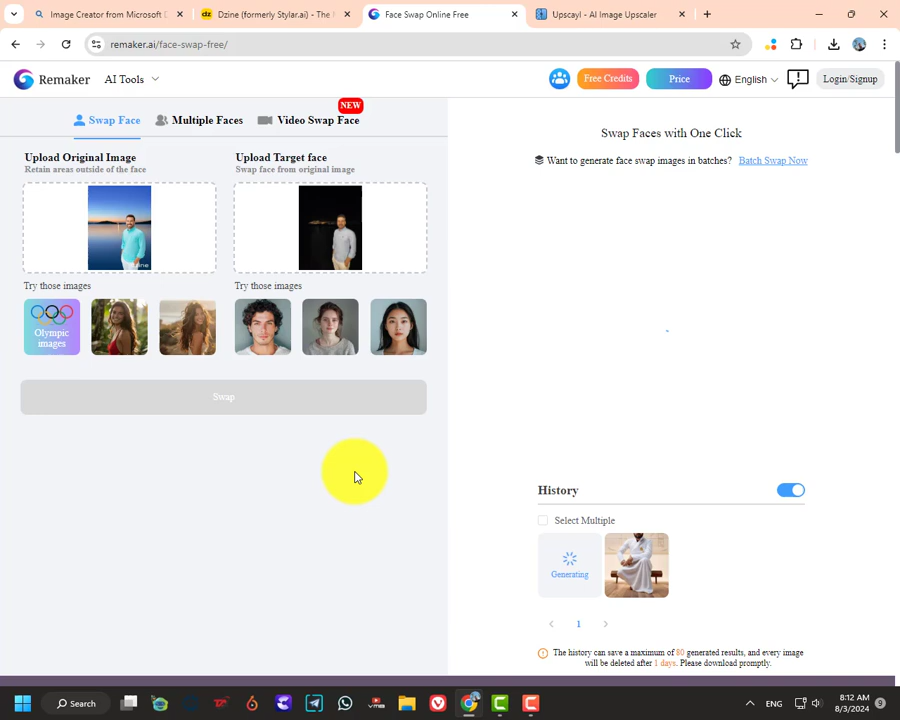 Image Creator from Microsoft D
Dzine (formerly Stylar.ai) - The
Face Swap Online Free
Upscayl - AI Image Upscaler
remaker.ai/face-swap-free/
Remaker
AI Tools
Free Credits
Price
English
Login/Signup
NEW
Swap Face
Multiple Faces
Video Swap Face
Upload Original Image
Retain areas outside of the face
Upload Target face
Swap face from original image
Try those images
Try those images
Olympic
images
Swap
Swap Faces with One Click
Want to generate face swap images in batches? Batch Swap Now
History
Select Multiple
Generating
1
The history can save a maximum of 80 generated results, and every image
will be deleted after 1 days. Please download promptly.
Search
ENG
8:12 AM
8/3/2024